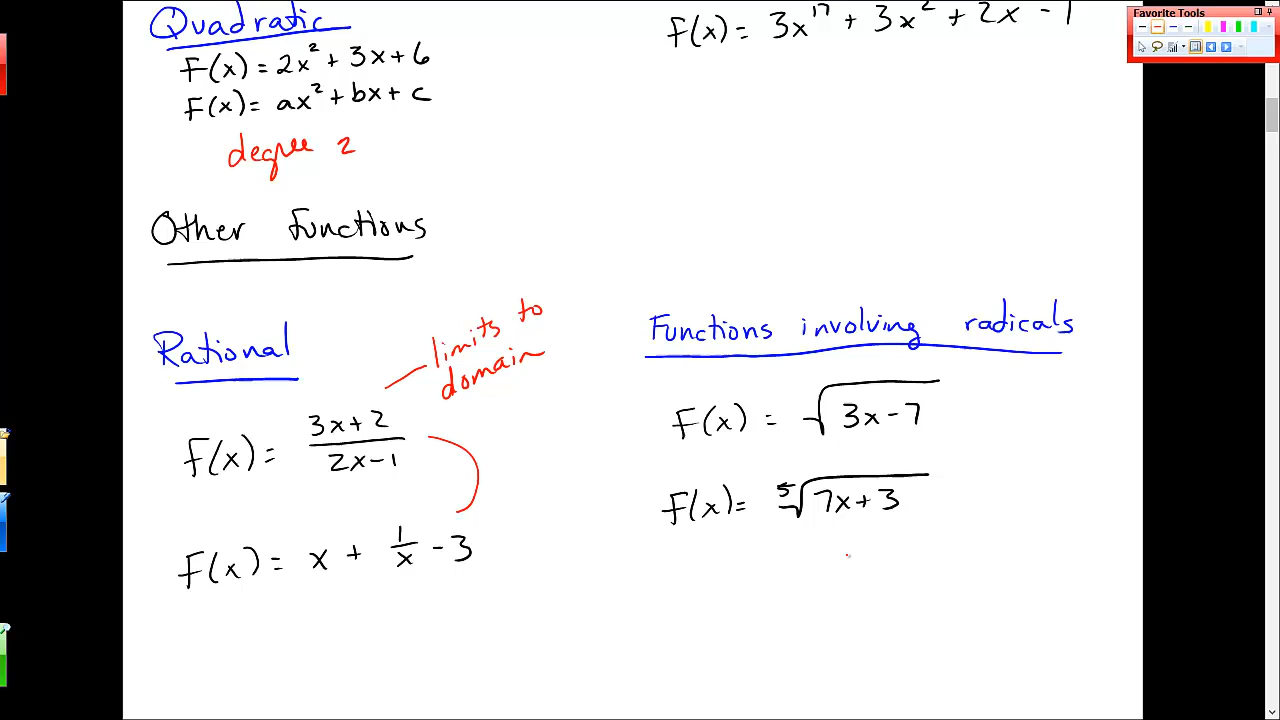 Quadratic
F(x) = 2x² + 3x + 6
F(x) = ax² + bx + c
degree 2
F(x) = 3x¹⁷ + 3x² + 2x - 1
Favorite Tools
Other Functions
Rational
limits to
domain
F(x) = (3x+2)/(2x-1)
F(x) = x + 1/x - 3
Functions involving radicals
F(x) = √(3x-7)
F(x) = ⁵√(7x+3)